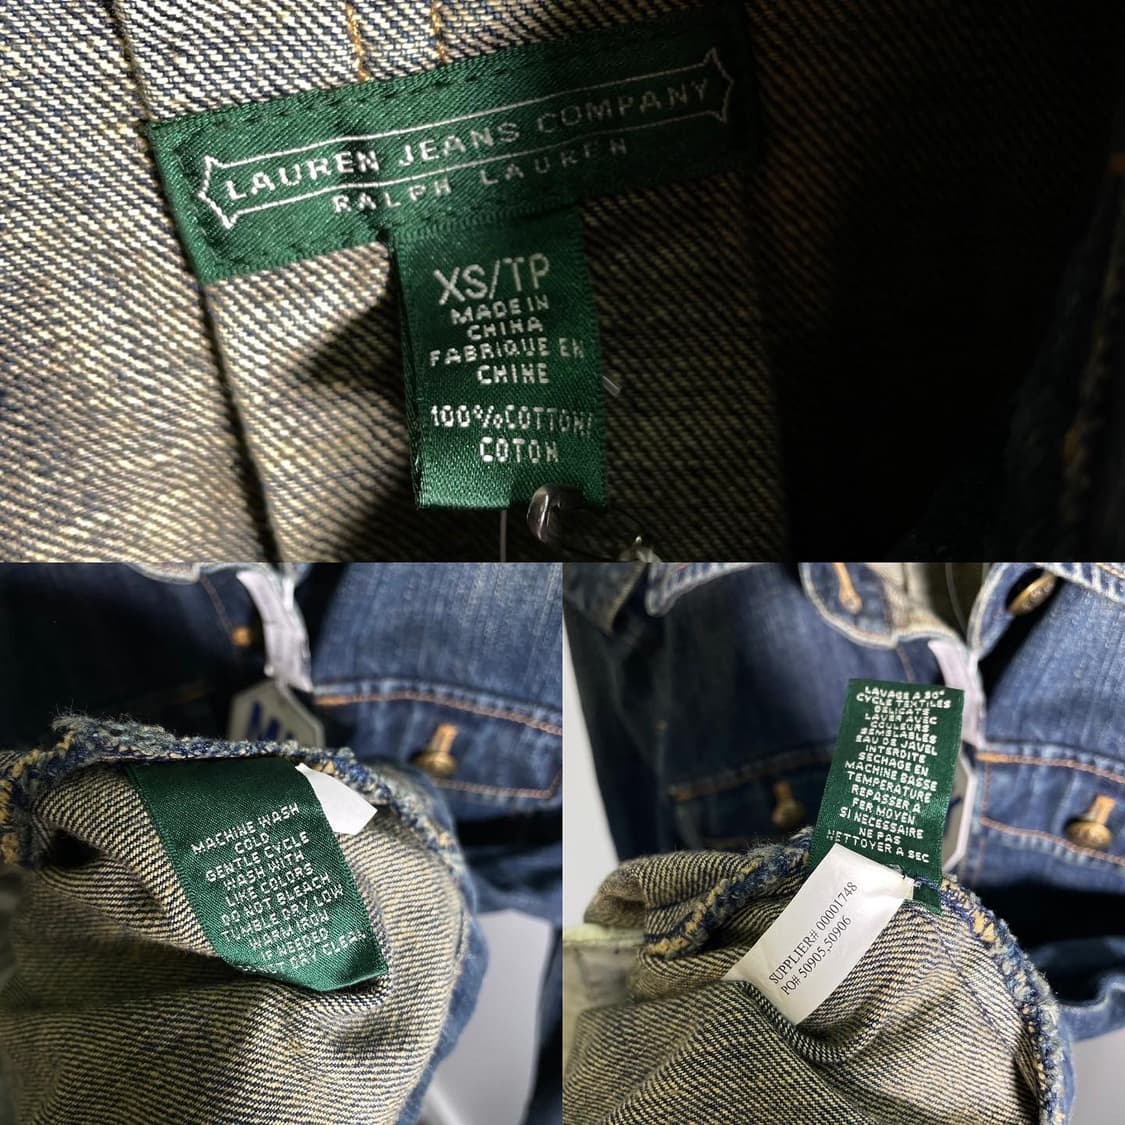 LAUREN JEANS COMPANY
RALPH LAUREN
XS/TP
MADE IN
CHINA
FABRIQUE EN
CHINE
100%COTTON/
COTON
MACHINE WASH
COLD
GENTLE CYCLE
WASH WITH
LIKE COLORS
DO NOT BLEACH
TUMBLE DRY LOW
WARM IRON
IF NEEDED
DRY CLEAN
LAVAGE A 30°
CYCLE TEXTILES
DELICATS
LAVER AVEC
COULEURS
SEMBLABLES
EAU DE JAVEL
INTERDITE
SECHAGE EN
MACHINE BASSE
TEMPERATURE
REPASSER A
FER MOYEN
SI NECESSAIRE
NE PAS
NETTOYER A SEC
SUPPLIER# 00001748
PO# 50905,50906